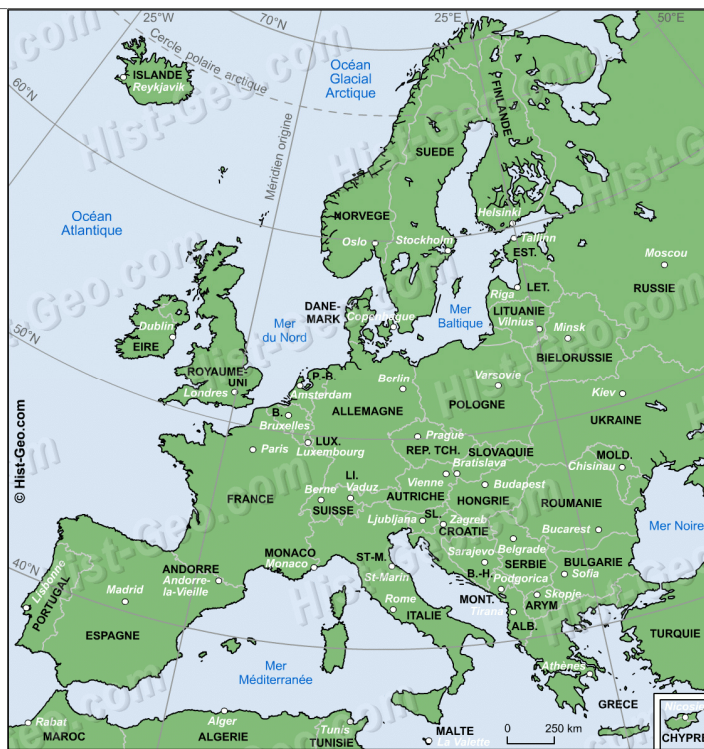 25°W
70°N
25°E
50°E
Cercle polaire arctique
ISLANDE
Reykjavik
Océan
Glacial
Arctique
60°N
Méridien origine
FINLANDE
SUEDE
Océan
Atlantique
NORVEGE
Helsinki
Oslo
Stockholm
Tallinn
EST.
Moscou
RUSSIE
Riga
LET.
DANE-
MARK
Copenhague
Mer
Baltique
LITUANIE
Vilnius
Minsk
BIELORUSSIE
Mer
du Nord
50°N
Dublin
EIRE
ROYAUME-
UNI
Londres
P-B.
Amsterdam
Berlin
Varsovie
Kiev
ALLEMAGNE
POLOGNE
B.
Bruxelles
UKRAINE
Paris
LUX.
Luxembourg
Prague
REP. TCH.
SLOVAQUIE
Bratislava
MOLD.
Chisinau
© Hist-Geo.com
FRANCE
LI.
Vaduz
Berne
SUISSE
Vienne
AUTRICHE
Budapest
HONGRIE
ROUMANIE
Ljubljana
SL.
Zagreb
CROATIE
Bucarest
Mer Noire
MONACO
Monaco
ST-M.
St-Marin
Sarajevo
Belgrade
SERBIE
BULGARIE
Sofia
B.-H.
Podgorica
40°N
Lisbonne
PORTUGAL
Madrid
ESPAGNE
ANDORRE
Andorre-
la-Vieille
Rome
ITALIE
MONT.
Tirana
Skopje
ARYM
ALB.
TURQUIE
Athènes
GRÈCE
Mer
Méditerranée
Rabat
MAROC
Alger
ALGERIE
Tunis
TUNISIE
MALTE
La Valette
0
250 km
Nicosie
CHYPRE
Hist-Geo.com